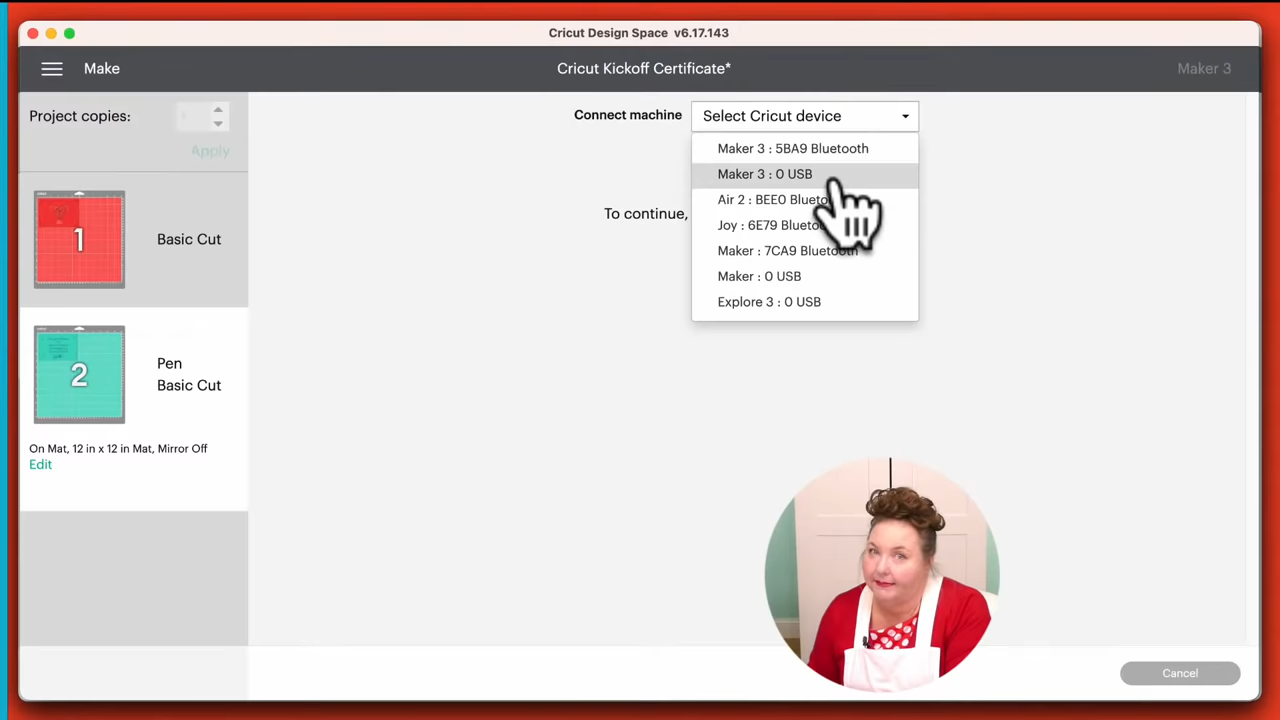 Cricut Design Space v6.17.143
Make
Cricut Kickoff Certificate*
Maker 3
Project copies:
Apply
1
Basic Cut
2
Pen
Basic Cut
On Mat, 12 in x 12 in Mat, Mirror Off
Edit
Connect machine
Select Cricut device
Maker 3 : 5BA9 Bluetooth
Maker 3 : 0 USB
Air 2 : BEE0 Blueto
Joy : 6E79 Bluetoo
Maker : 7CA9 Bluetooth
Maker : 0 USB
Explore 3 : 0 USB
To continue,
Cancel